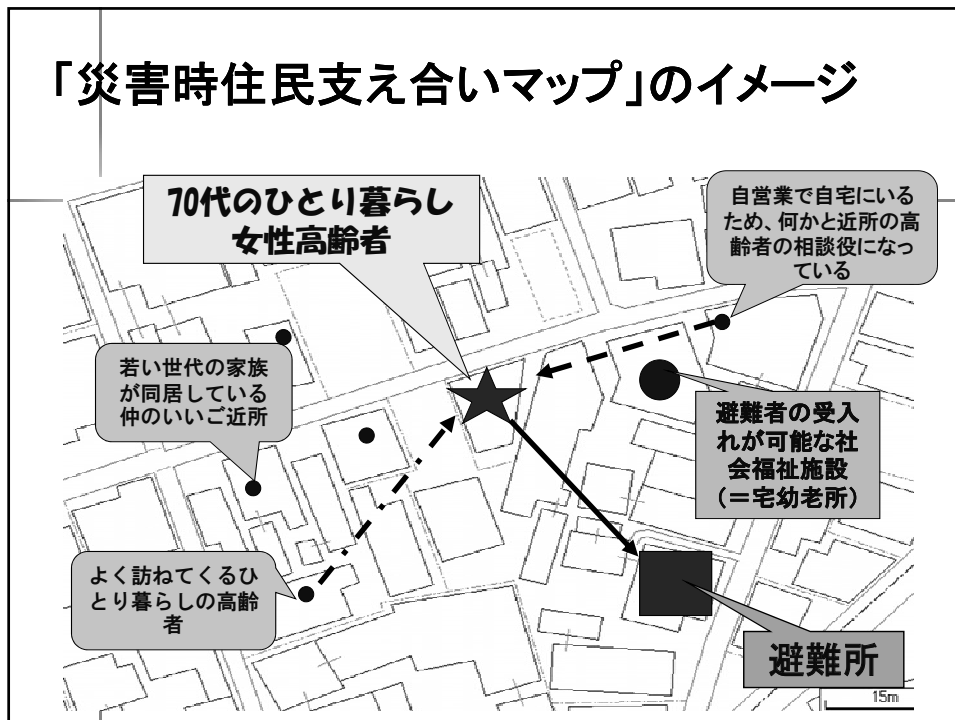 「災害時住民支え合いマップ」のイメージ
70代のひとり暮らし
女性高齢者
自営業で自宅にいる
ため、何かと近所の高
齢者の相談役になっ
ている
若い世代の家族
が同居している
仲のいいご近所
避難者の受入
れが可能な社
会福祉施設
（＝宅幼老所）
よく訪ねてくるひ
とり暮らしの高齢
者
避難所
15m